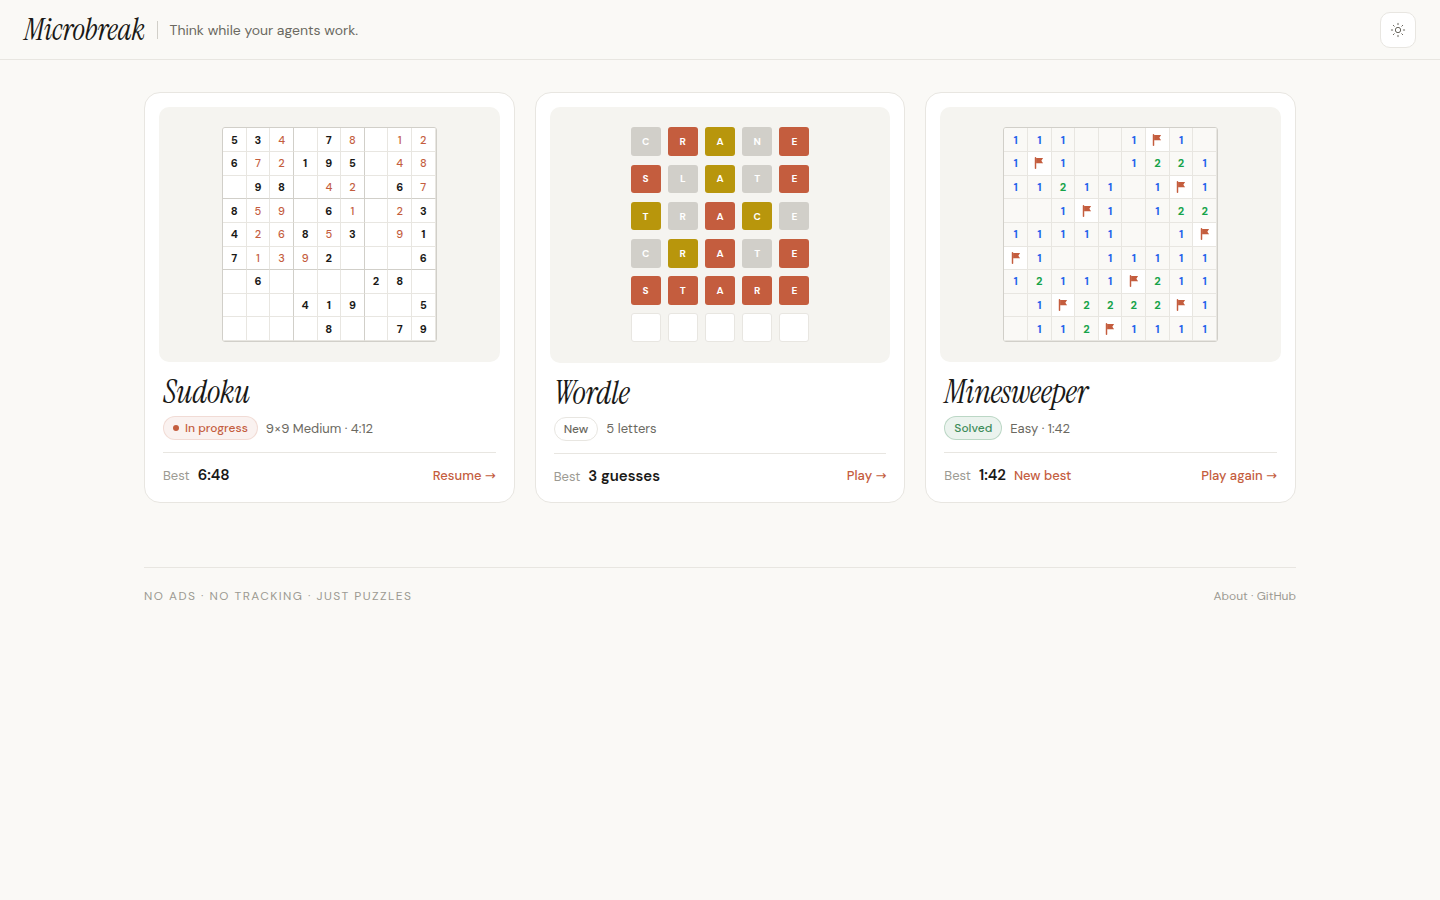 Microbreak
Think while your agents work.
5 3 4 7 8 1 2
6 7 2 1 9 5 4 8
9 8 4 2 6 7
8 5 9 6 1 2 3
4 2 6 8 5 3 9 1
7 1 3 9 2 6
6 2 8
4 1 9 5
8 7 9
Sudoku
In progress 9×9 Medium · 4:12
Best 6:48 Resume →
C R A N E
S L A T E
T R A C E
C R A T E
S T A R E
Wordle
New 5 letters
Best 3 guesses Play →
1 1 1 1 1
1 1 1 2 2 1
1 1 2 1 1 1 1
1 1 1 2 2
1 1 1 1 1 1
1 1 1 1 1 1
1 2 1 1 1 2 1 1
1 2 2 2 2 1
1 1 2 1 1 1 1
Minesweeper
Solved Easy · 1:42
Best 1:42 New best Play again →
NO ADS · NO TRACKING · JUST PUZZLES
About · GitHub